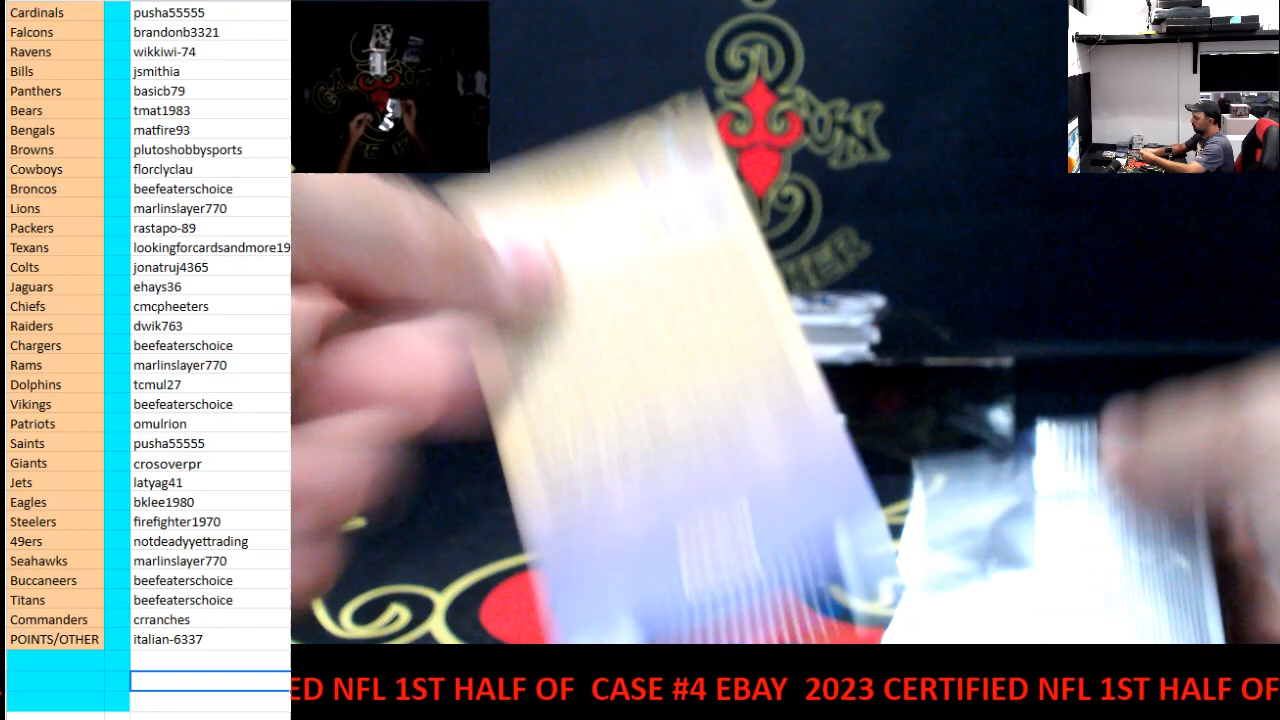 Cardinals pusha55555
Falcons brandonb3321
Ravens wikkiwi-74
Bills jsmithia
Panthers basicb79
Bears tmat1983
Bengals matfire93
Browns plutoshobbysports
Cowboys florclyclau
Broncos beefeaterschoice
Lions marlinslayer770
Packers rastapo-89
Texans lookingforcardsandmore19
Colts jonatruj4365
Jaguars ehays36
Chiefs cmcpheeters
Raiders dwik763
Chargers beefeaterschoice
Rams marlinslayer770
Dolphins tcmul27
Vikings beefeaterschoice
Patriots omulrion
Saints pusha55555
Giants crosoverpr
Jets latyag41
Eagles bklee1980
Steelers firefighter1970
49ers notdeadyyettrading
Seahawks marlinslayer770
Buccaneers beefeaterschoice
Titans beefeaterschoice
Commanders crranches
POINTS/OTHER italian-6337
ED NFL 1ST HALF OF CASE #4 EBAY 2023 CERTIFIED NFL 1ST HALF OF